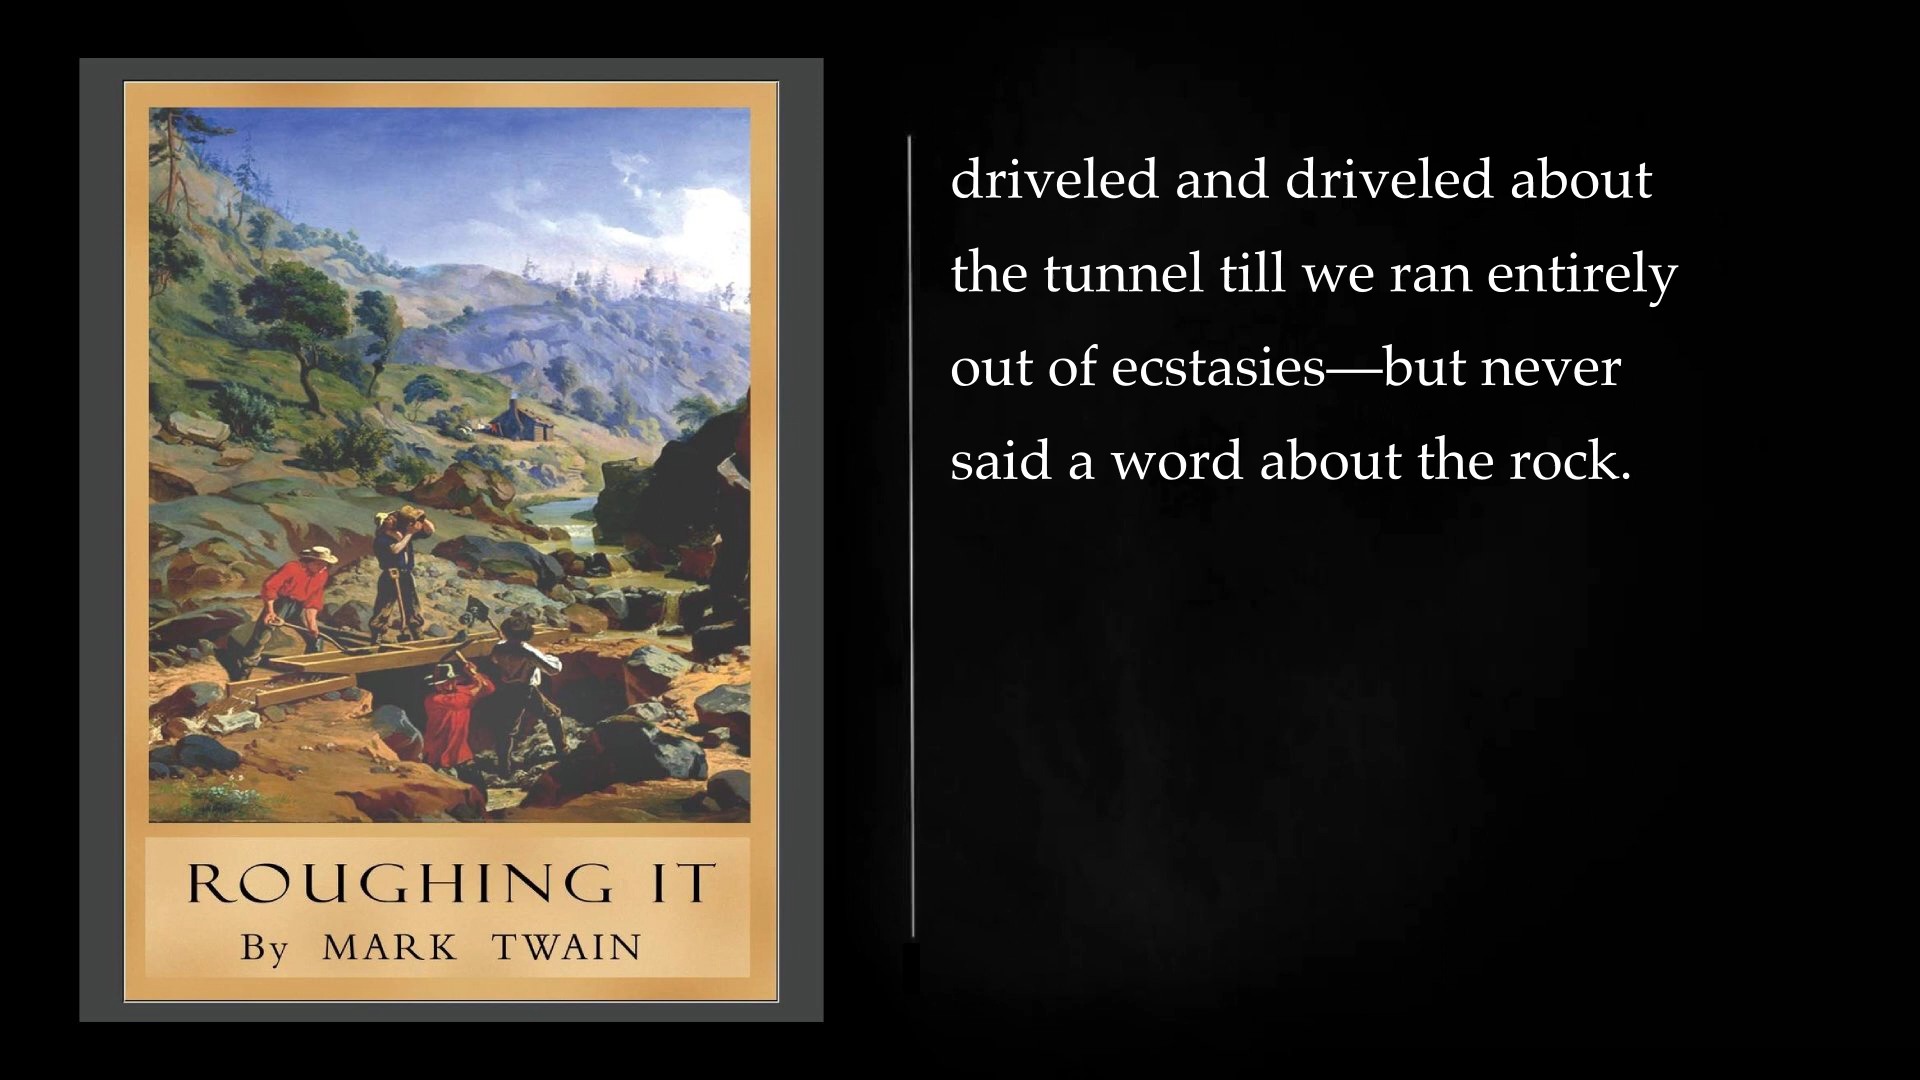 ROUGHING IT
By MARK TWAIN
driveled and driveled about
the tunnel till we ran entirely
out of ecstasies—but never
said a word about the rock.